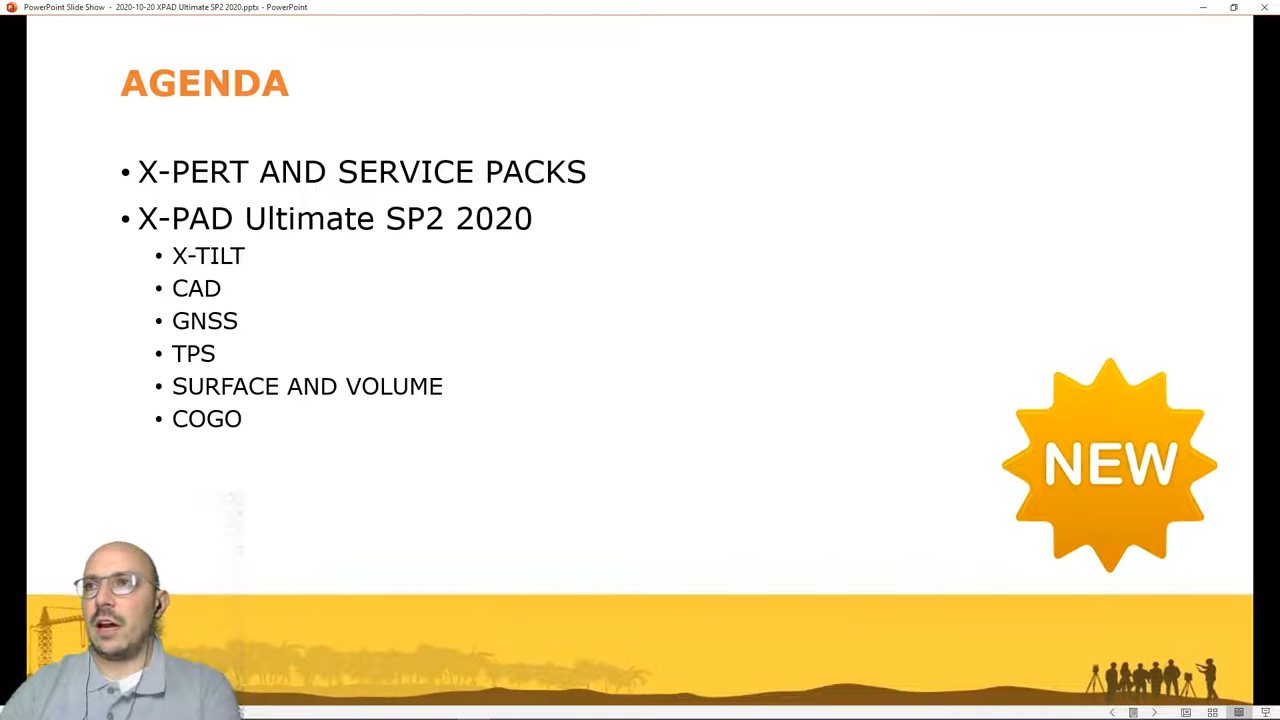 PowerPoint Slide Show - 2020-10-20 XPAD Ultimate SP2 2020.pptx - PowerPoint
AGENDA
• X-PERT AND SERVICE PACKS
• X-PAD Ultimate SP2 2020
• X-TILT
• CAD
• GNSS
• TPS
• SURFACE AND VOLUME
• COGO
NEW